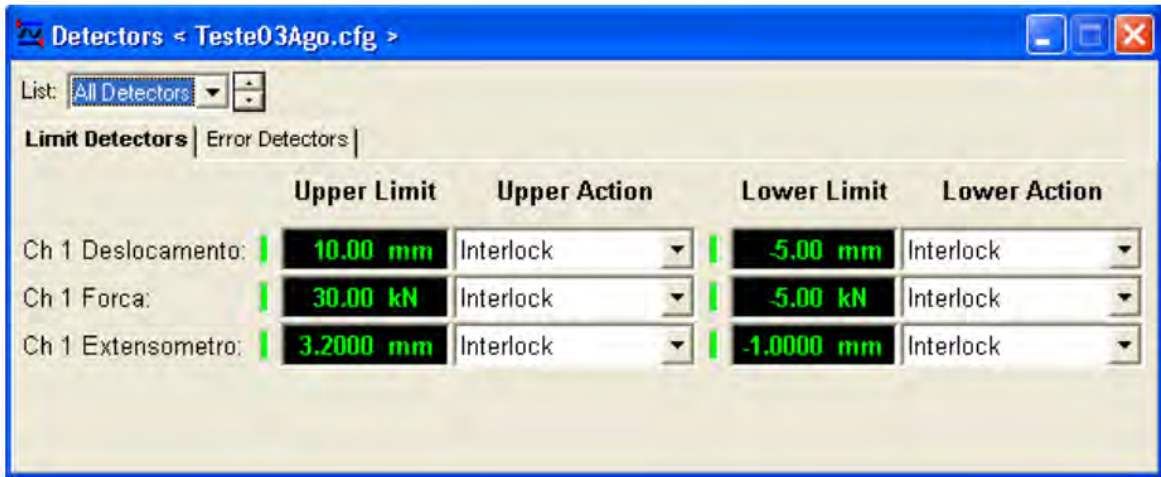 Detectors < Teste03Ago.cfg >
List: All Detectors
Limit Detectors Error Detectors
Upper Limit Upper Action Lower Limit Lower Action
Ch 1 Deslocamento: 10.00 mm Interlock -5.00 mm Interlock
Ch 1 Forca: 30.00 kN Interlock -5.00 kN Interlock
Ch 1 Extensometro: 3.2000 mm Interlock -1.0000 mm Interlock